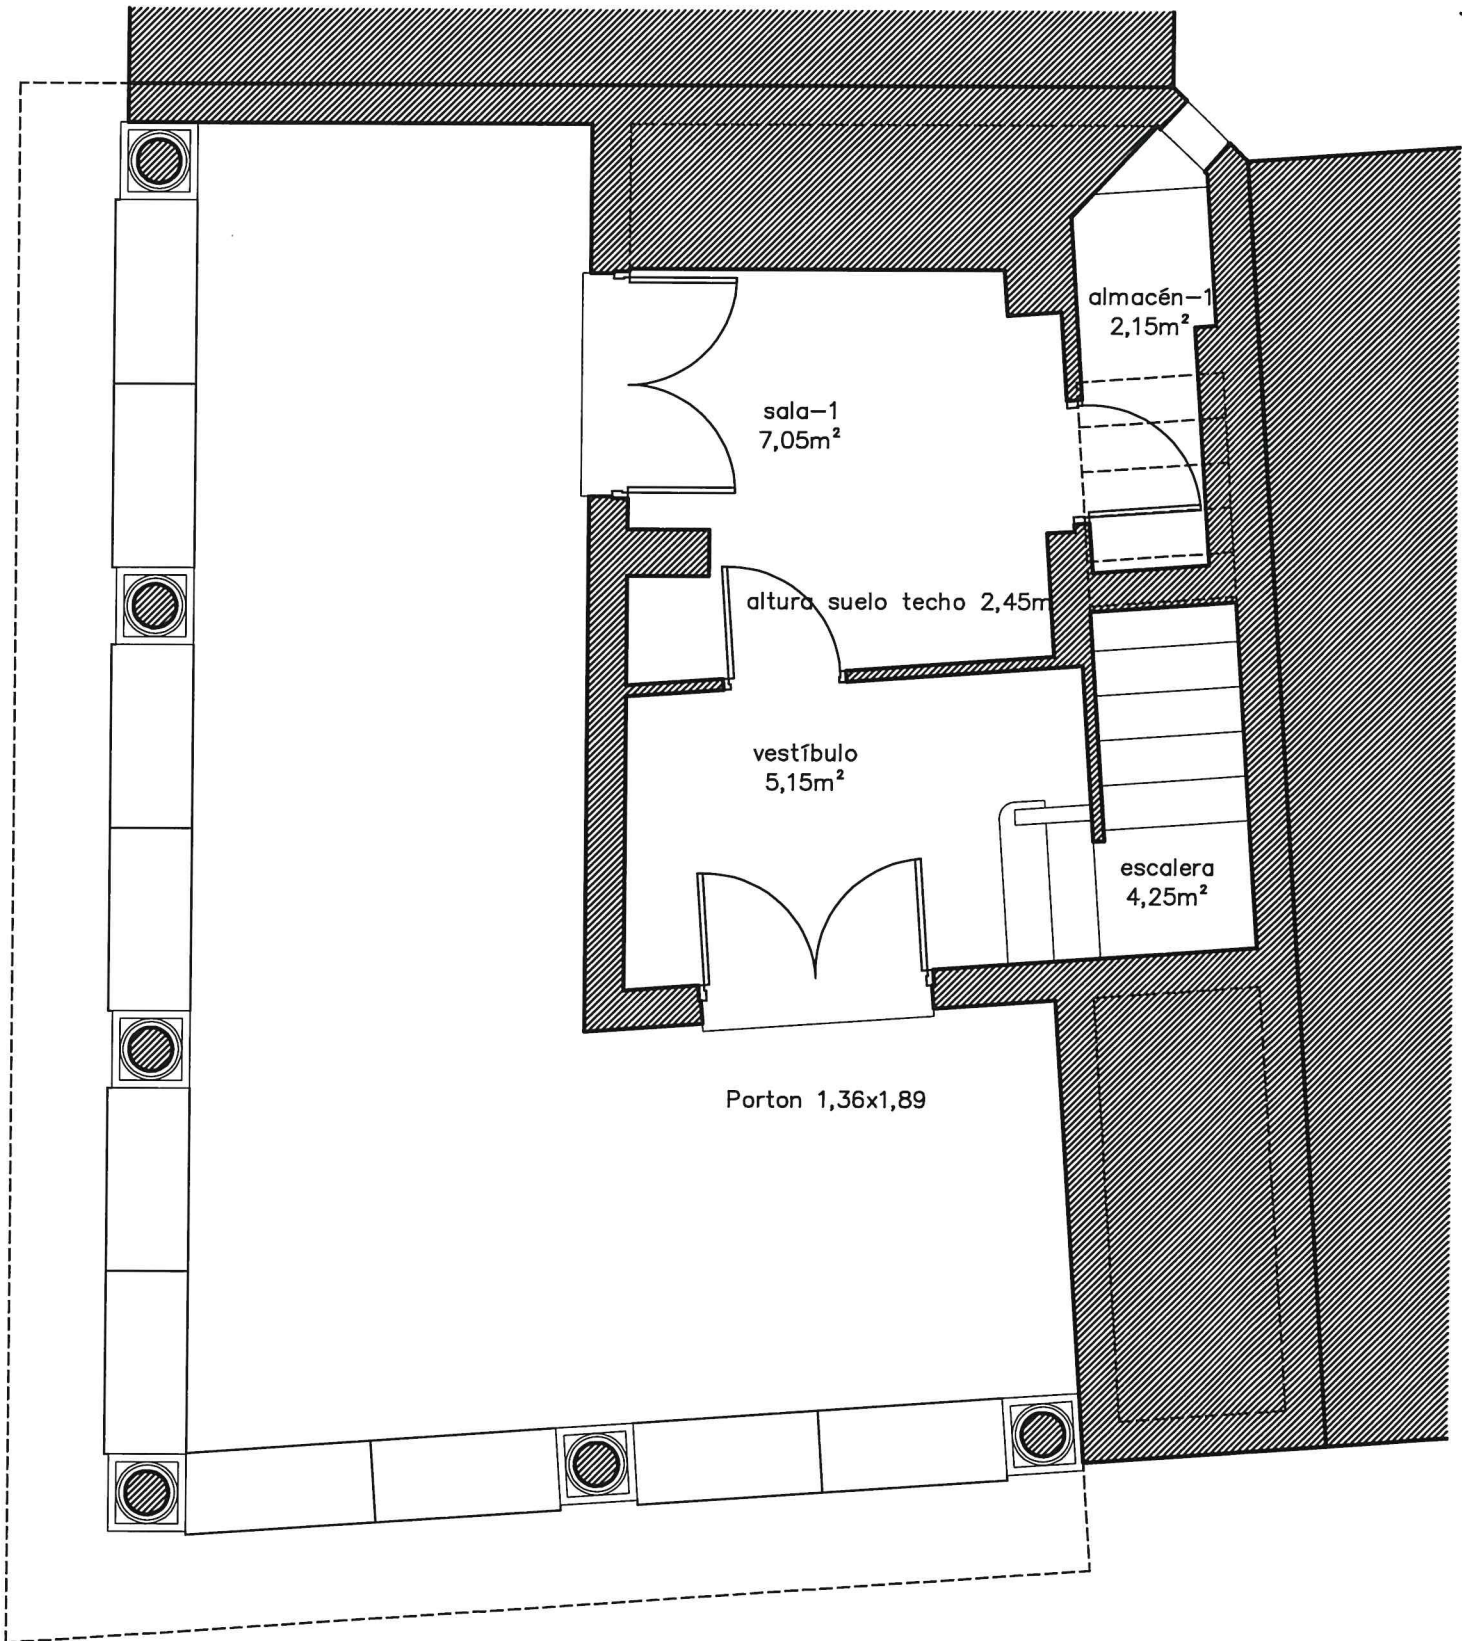 almacén-1
2,15m²
sala-1
7,05m²
altura suelo techo 2,45m
vestíbulo
5,15m²
escalera
4,25m²
Porton 1,36x1,89